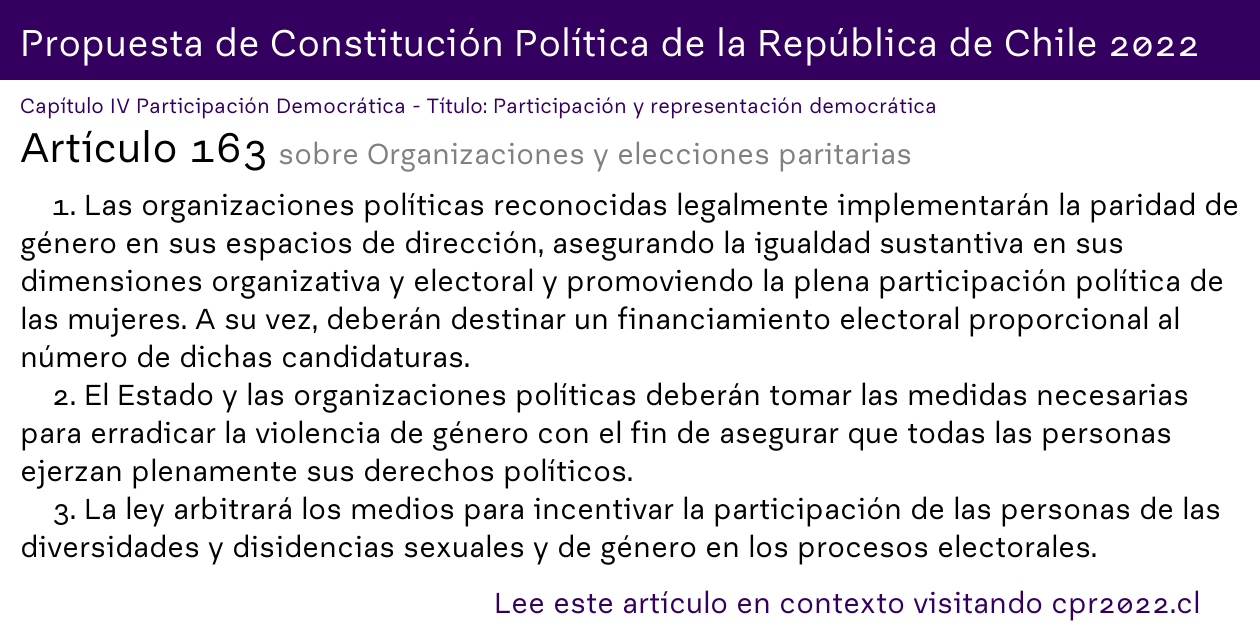 Propuesta de Constitución Política de la República de Chile 2022
Capítulo IV Participación Democrática - Título: Participación y representación democrática
Artículo 163 sobre Organizaciones y elecciones paritarias
1. Las organizaciones políticas reconocidas legalmente implementarán la paridad de
género en sus espacios de dirección, asegurando la igualdad sustantiva en sus
dimensiones organizativa y electoral y promoviendo la plena participación política de
las mujeres. A su vez, deberán destinar un financiamiento electoral proporcional al
número de dichas candidaturas.
2. El Estado y las organizaciones políticas deberán tomar las medidas necesarias
para erradicar la violencia de género con el fin de asegurar que todas las personas
ejerzan plenamente sus derechos políticos.
3. La ley arbitrará los medios para incentivar la participación de las personas de las
diversidades y disidencias sexuales y de género en los procesos electorales.
Lee este artículo en contexto visitando cpr2022.cl